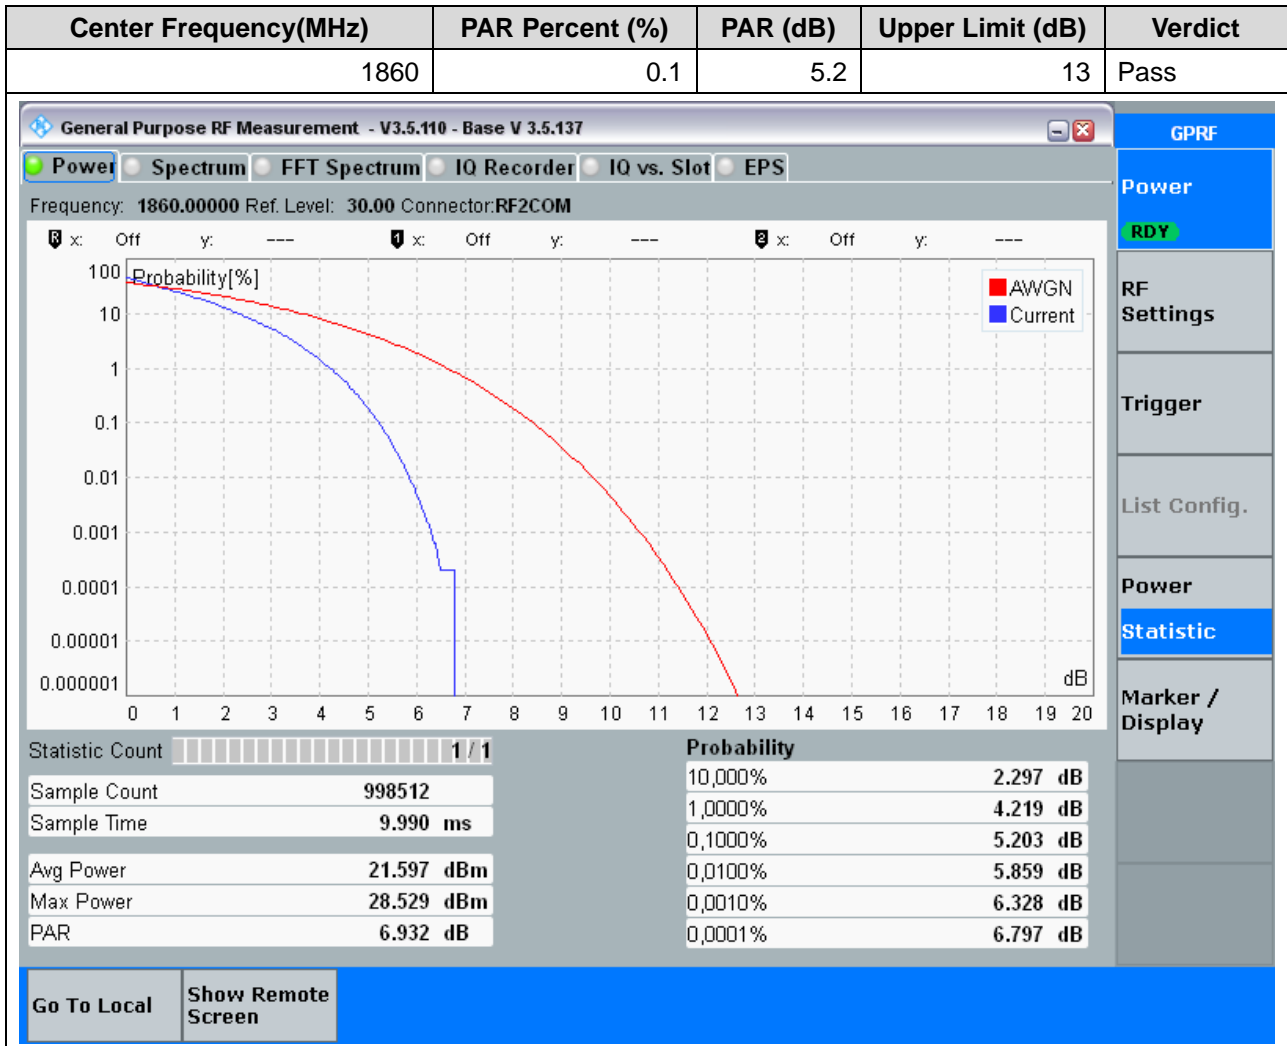 Center Frequency(MHz) PAR Percent (%) PAR (dB) Upper Limit (dB) Verdict
1860 0.1 5.2 13 Pass
General Purpose RF Measurement - V3.5.110 - Base V 3.5.137
GPRF
Power Spectrum FFT Spectrum IQ Recorder IQ vs. Slot EPS
Frequency: 1860.00000 Ref. Level: 30.00 Connector:RF2COM
R x: Off y: --- 1 x: Off y: --- 2 x: Off y: ---
Probability[%]
AWGN
Current
100
10
1
0.1
0.01
0.001
0.0001
0.00001
0.000001
dB
0 1 2 3 4 5 6 7 8 9 10 11 12 13 14 15 16 17 18 19 20
Statistic Count 1 / 1
Sample Count 998512
Sample Time 9.990 ms
Avg Power 21.597 dBm
Max Power 28.529 dBm
PAR 6.932 dB
Probability
10,000% 2.297 dB
1,0000% 4.219 dB
0,1000% 5.203 dB
0,0100% 5.859 dB
0,0010% 6.328 dB
0,0001% 6.797 dB
Power
RDY
RF
Settings
Trigger
List Config.
Power
Statistic
Marker /
Display
Go To Local
Show Remote
Screen